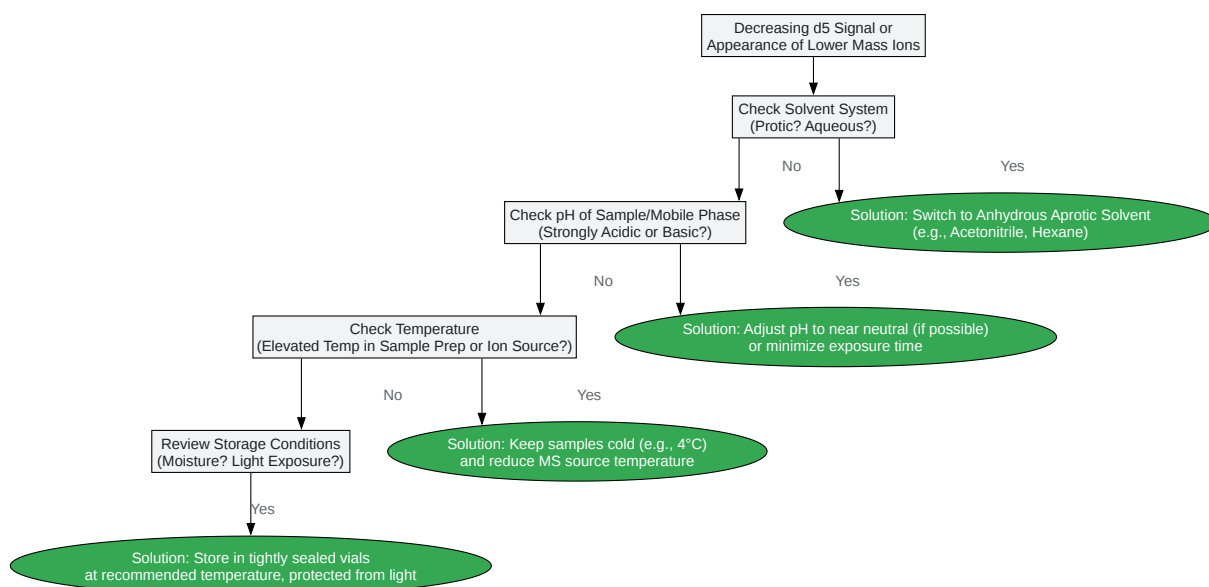 Decreasing d5 Signal or
Appearance of Lower Mass Ions
Check Solvent System
(Protic? Aqueous?)
No
Yes
Check pH of Sample/Mobile Phase
(Strongly Acidic or Basic?)
Solution: Switch to Anhydrous Aprotic Solvent
(e.g., Acetonitrile, Hexane)
No
Yes
Check Temperature
(Elevated Temp in Sample Prep or Ion Source?)
Solution: Adjust pH to near neutral (if possible)
or minimize exposure time
No
Yes
Review Storage Conditions
(Moisture? Light Exposure?)
Solution: Keep samples cold (e.g., 4°C)
and reduce MS source temperature
Yes
Solution: Store in tightly sealed vials
at recommended temperature, protected from light